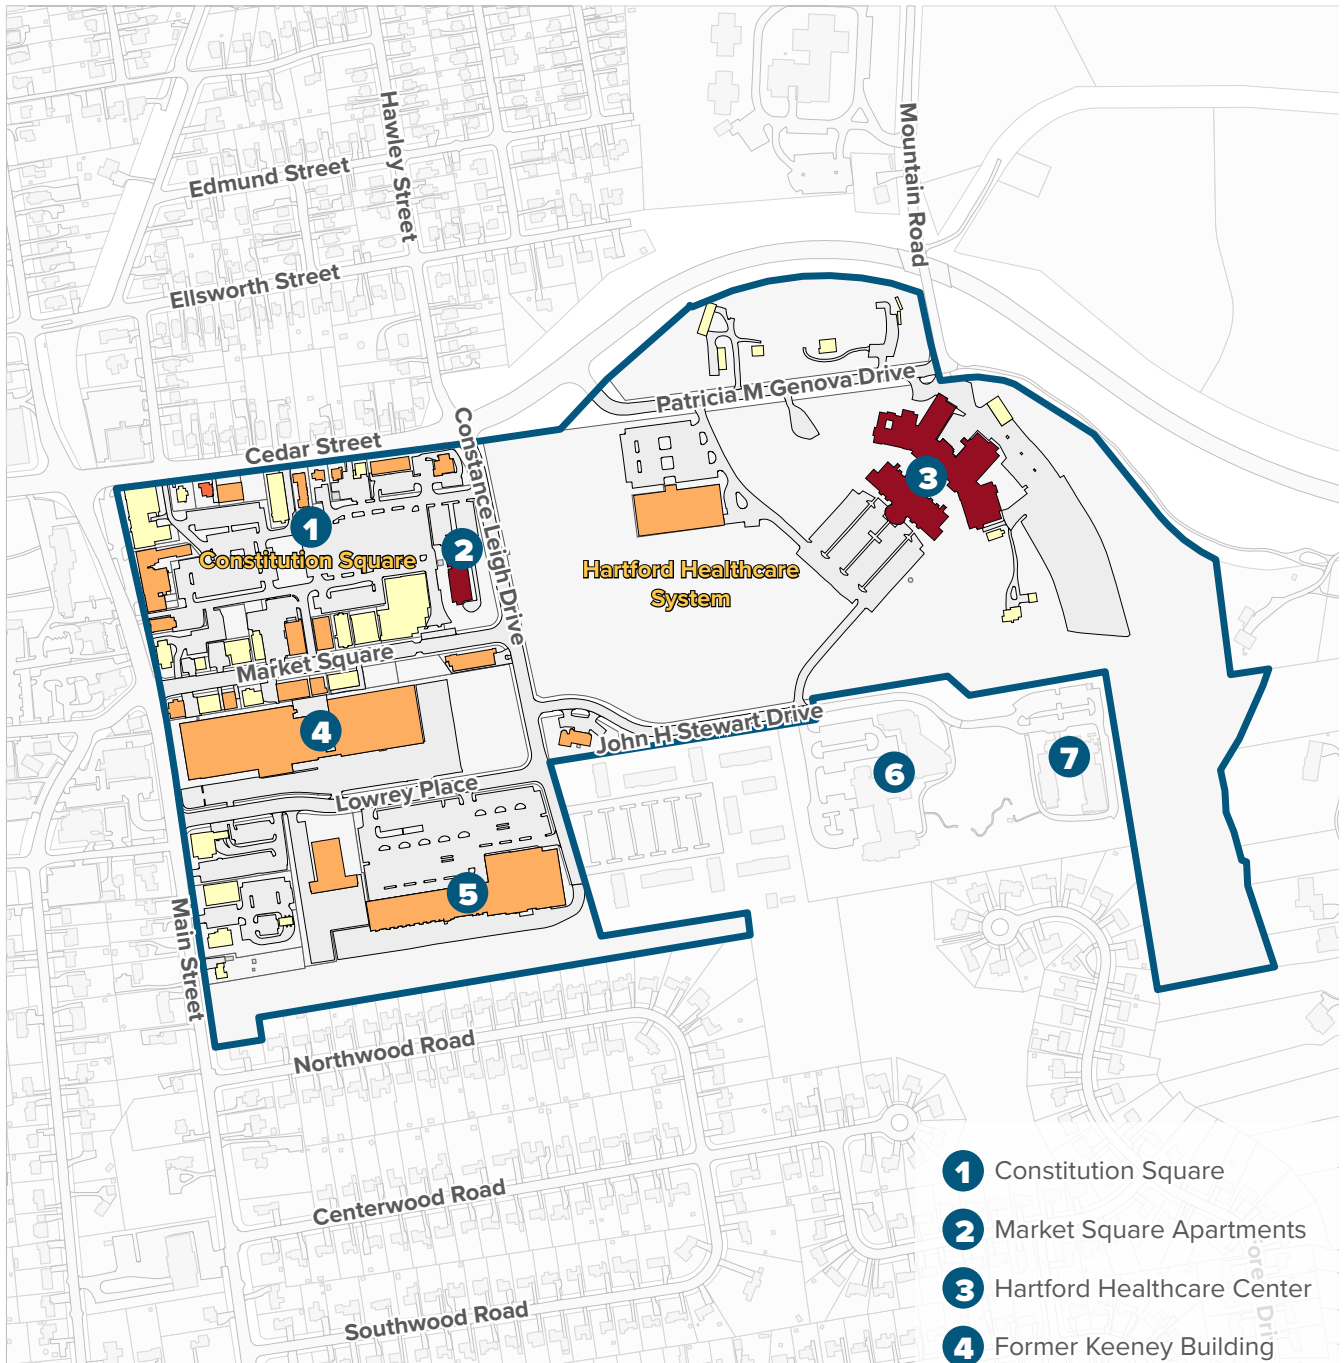 Hawley Street
Mountain Road
Edmund Street
Ellsworth Street
Patricia M Genova Drive
Cedar Street
Constance Leigh Drive
1
2
3
Constitution Square
Hartford Healthcare
System
Market Square
4
John H Stewart Drive
6
7
Lowrey Place
5
Main Street
Northwood Road
Centerwood Road
Southwood Road
1 Constitution Square
2 Market Square Apartments
3 Hartford Healthcare Center
4 Former Keeney Building